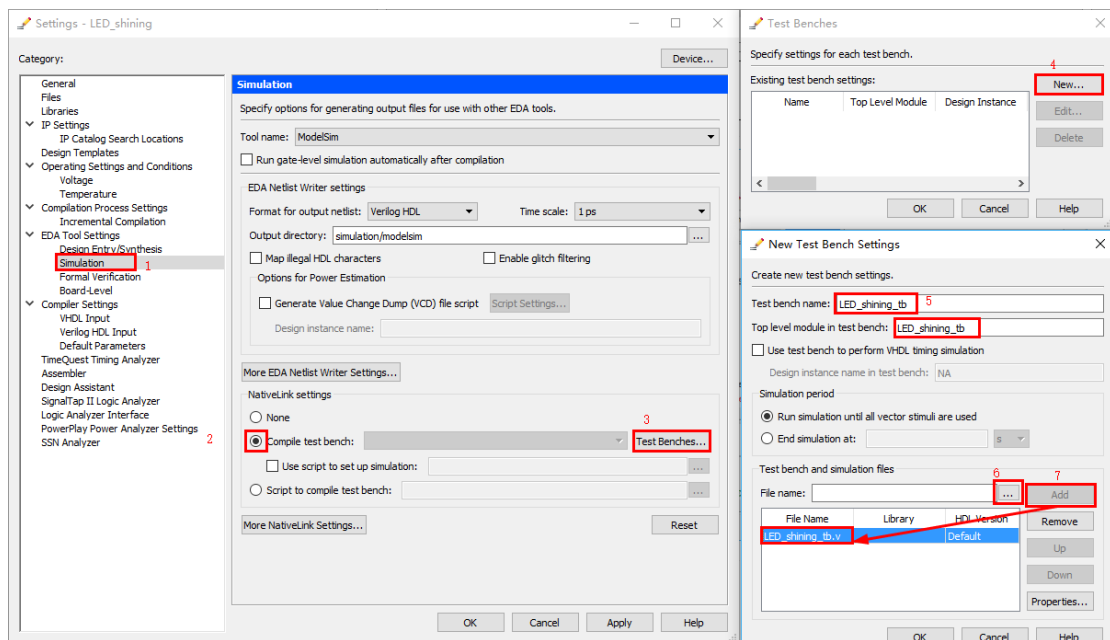 Settings - LED_shining
Category:
Device...
General
Files
Libraries
IP Settings
IP Catalog Search Locations
Design Templates
Operating Settings and Conditions
Voltage
Temperature
Compilation Process Settings
Incremental Compilation
EDA Tool Settings
Design Entry/Synthesis
Simulation 1
Formal Verification
Board-Level
Compiler Settings
VHDL Input
Verilog HDL Input
Default Parameters
TimeQuest Timing Analyzer
Assembler
Design Assistant
SignalTap II Logic Analyzer
Logic Analyzer Interface
PowerPlay Power Analyzer Settings
SSN Analyzer
2
Simulation
Specify options for generating output files for use with other EDA tools.
Tool name: ModelSim
Run gate-level simulation automatically after compilation
EDA Netlist Writer settings
Format for output netlist: Verilog HDL Time scale: 1 ps
Output directory: simulation/modelsim ...
Map illegal HDL characters Enable glitch filtering
Options for Power Estimation
Generate Value Change Dump (VCD) file script Script Settings...
Design instance name:
More EDA Netlist Writer Settings...
NativeLink settings
None
3
Compile test bench: Test Benches...
Use script to set up simulation: ...
Script to compile test bench: ...
More NativeLink Settings... Reset
OK Cancel Apply Help
Test Benches
Specify settings for each test bench.
4
Existing test bench settings: New...
Name Top Level Module Design Instance
Edit...
Delete
OK Cancel Help
New Test Bench Settings
Create new test bench settings.
Test bench name: LED_shining_tb 5
Top level module in test bench: LED_shining_tb
Use test bench to perform VHDL timing simulation
Design instance name in test bench: NA
Simulation period
Run simulation until all vector stimuli are used
End simulation at: s
Test bench and simulation files
6 7
File name: ... Add
File Name Library HDL Version
Remove
LED_shining_tb.v Default
Up
Down
Properties...
OK Cancel Help